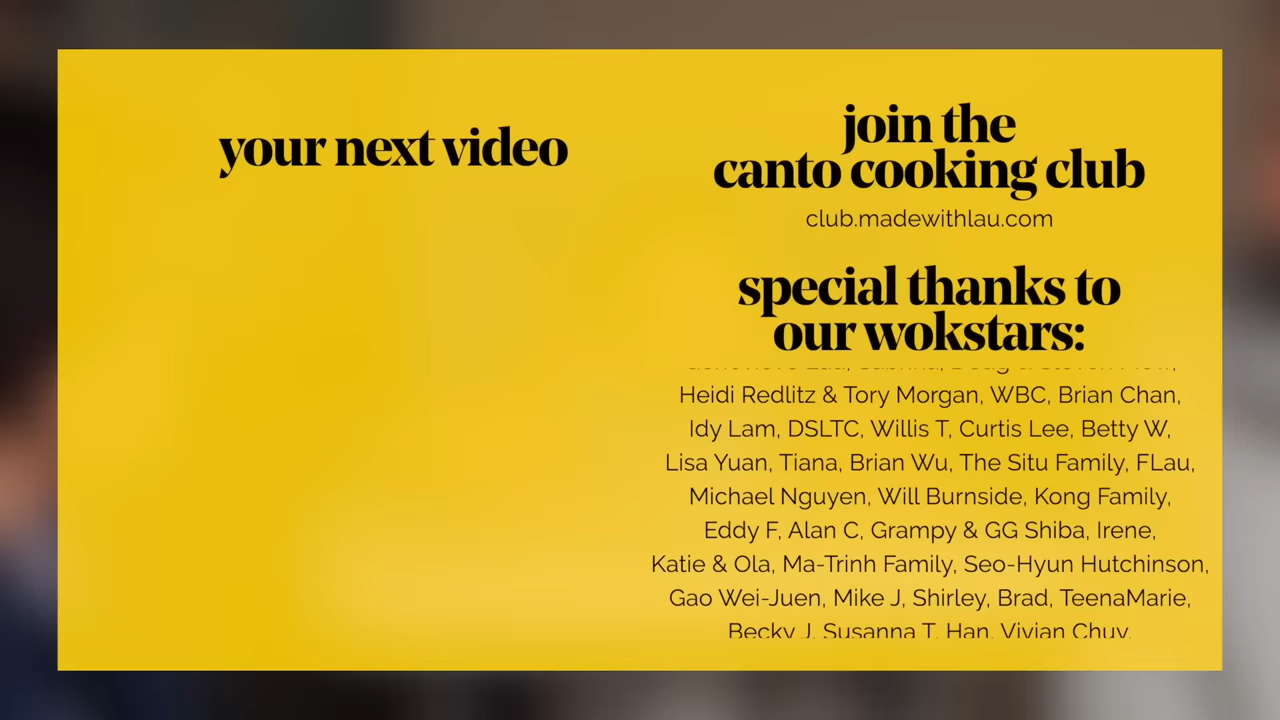 your next video
join the
canto cooking club
club.madewithlau.com
special thanks to
our wokstars:
Heidi Redlitz & Tory Morgan, WBC, Brian Chan,
Idy Lam, DSLTC, Willis T, Curtis Lee, Betty W,
Lisa Yuan, Tiana, Brian Wu, The Situ Family, FLau,
Michael Nguyen, Will Burnside, Kong Family,
Eddy F, Alan C, Grampy & GG Shiba, Irene,
Katie & Ola, Ma-Trinh Family, Seo-Hyun Hutchinson,
Gao Wei-Juen, Mike J, Shirley, Brad, TeenaMarie,
Becky J, Susanna T, Han, Vivian Chuy,